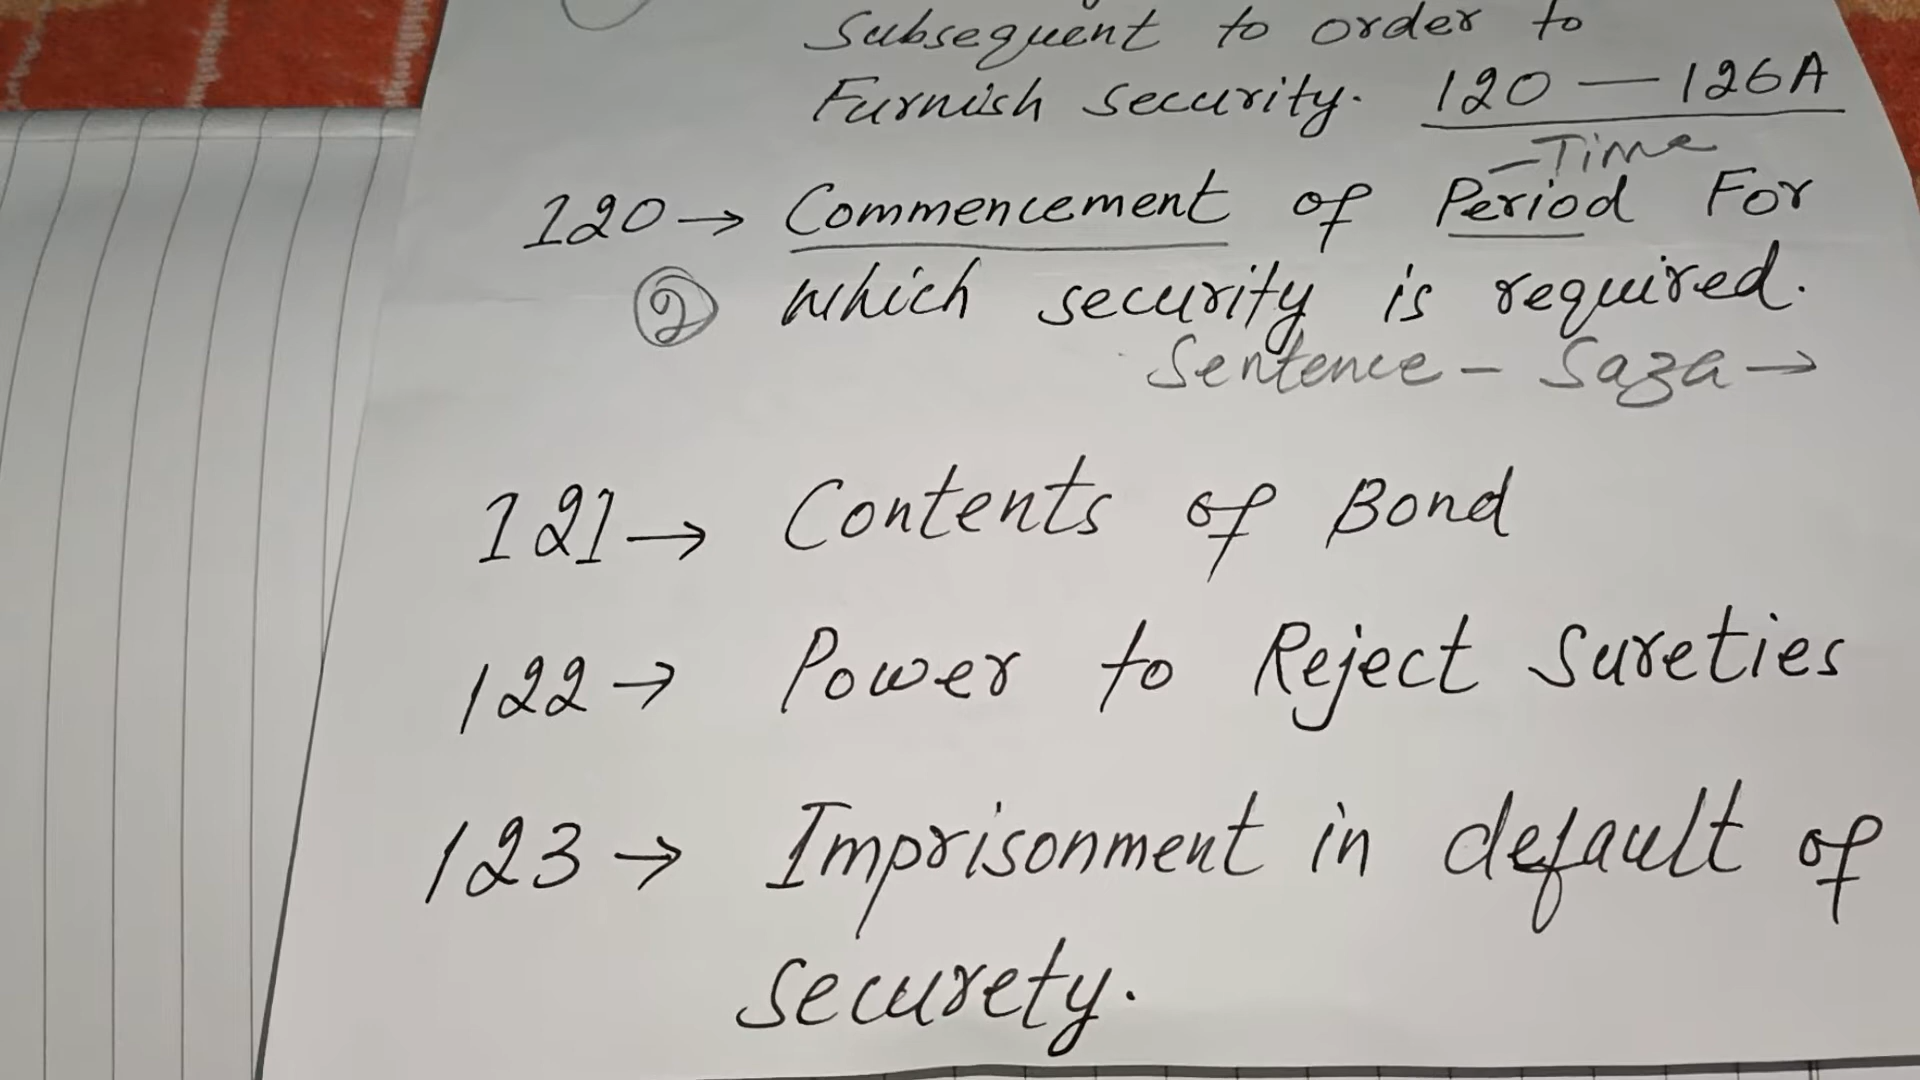 Subsequent to order to
Furnish security. 120 — 126A
- Time
120 → Commencement of Period For
② which security is required.
Sentence - Saza →
121 → Contents of Bond
122 → Power to Reject Sureties
123 → Imprisonment in default of
securety.